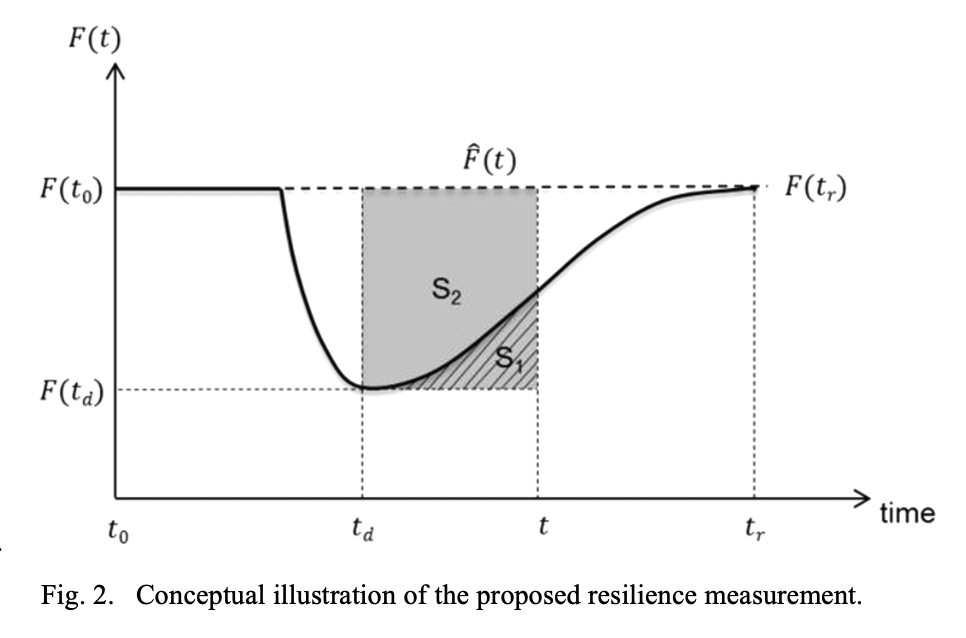 F(t)
F̂(t)
F(t₀)
F(tᵣ)
S₂
S₁
F(t_d)
time
t₀
t_d
t
tᵣ
Fig. 2. Conceptual illustration of the proposed resilience measurement.